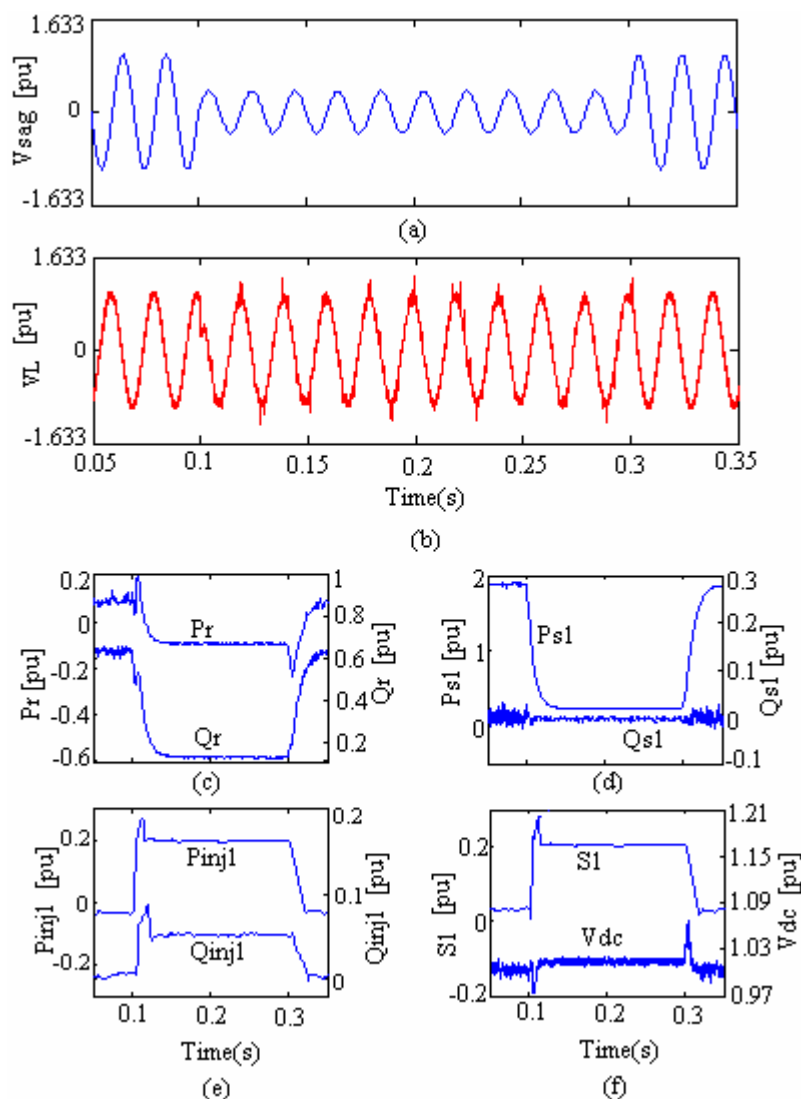 1.633
Vsag [pu]
0
-1.633
(a)
1.633
VL [pu]
0
-1.633
0.05
0.1
0.15
0.2
0.25
0.3
0.35
Time(s)
(b)
0.2
0
-0.2
-0.4
-0.6
Pr [pu]
Pr
Qr
1
0.8
0.6
0.4
0.2
Qr [pu]
(c)
2
1
0
Ps1 [pu]
Ps1
Qs1
0.3
0.2
0.1
0
-0.1
Qs1 [pu]
(d)
0.2
0
-0.2
Pinj1 [pu]
Pinj1
Qinj1
0.2
0.1
0
Qinj1 [pu]
0.1
0.2
0.3
Time(s)
(e)
0.2
0
-0.2
S1 [pu]
S1
Vdc
1.21
1.15
1.09
1.03
0.97
Vdc [pu]
0.1
0.2
0.3
Time(s)
(f)